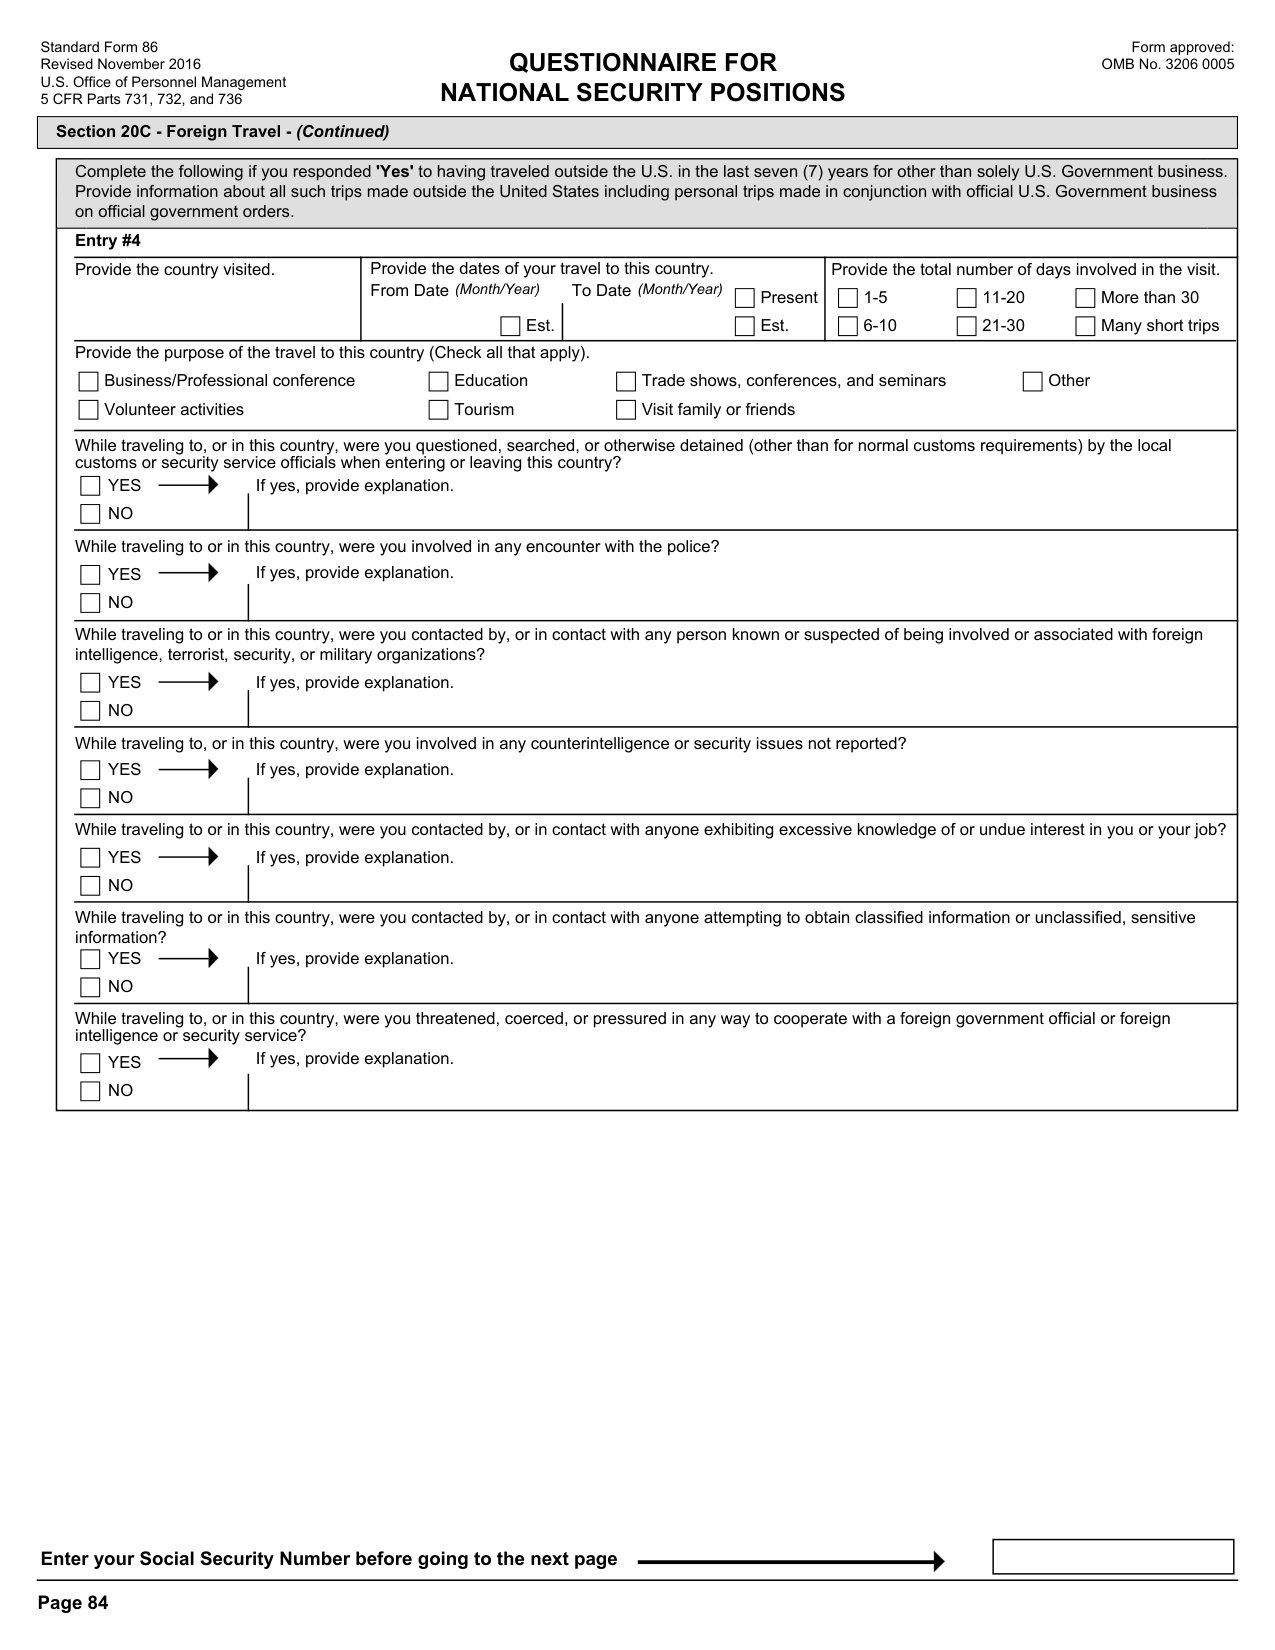 Standard Form 86
Revised November 2016
U.S. Office of Personnel Management
5 CFR Parts 731, 732, and 736
QUESTIONNAIRE FOR
NATIONAL SECURITY POSITIONS
Form approved:
OMB No. 3206 0005
Section 20C - Foreign Travel - (Continued)
Complete the following if you responded 'Yes' to having traveled outside the U.S. in the last seven (7) years for other than solely U.S. Government business.
Provide information about all such trips made outside the United States including personal trips made in conjunction with official U.S. Government business
on official government orders.
Entry #4
Provide the country visited.
Provide the dates of your travel to this country.
From Date (Month/Year)
Est.
To Date (Month/Year)
Present
Est.
Provide the total number of days involved in the visit.
1-5 11-20 More than 30
6-10 21-30 Many short trips
Provide the purpose of the travel to this country (Check all that apply).
Business/Professional conference Education Trade shows, conferences, and seminars Other
Volunteer activities Tourism Visit family or friends
While traveling to, or in this country, were you questioned, searched, or otherwise detained (other than for normal customs requirements) by the local
customs or security service officials when entering or leaving this country?
YES If yes, provide explanation.
NO
While traveling to or in this country, were you involved in any encounter with the police?
YES If yes, provide explanation.
NO
While traveling to or in this country, were you contacted by, or in contact with any person known or suspected of being involved or associated with foreign
intelligence, terrorist, security, or military organizations?
YES If yes, provide explanation.
NO
While traveling to, or in this country, were you involved in any counterintelligence or security issues not reported?
YES If yes, provide explanation.
NO
While traveling to or in this country, were you contacted by, or in contact with anyone exhibiting excessive knowledge of or undue interest in you or your job?
YES If yes, provide explanation.
NO
While traveling to or in this country, were you contacted by, or in contact with anyone attempting to obtain classified information or unclassified, sensitive
information?
YES If yes, provide explanation.
NO
While traveling to, or in this country, were you threatened, coerced, or pressured in any way to cooperate with a foreign government official or foreign
intelligence or security service?
YES If yes, provide explanation.
NO
Enter your Social Security Number before going to the next page
Page 84